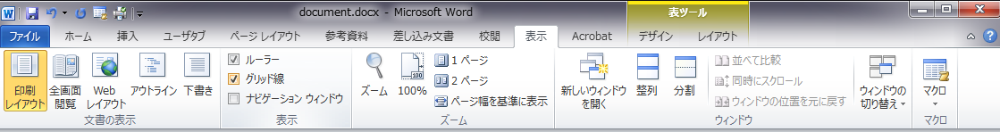 document.docx - Microsoft Word
表ツール
ファイル
ホーム
挿入
ユーザタブ
ページ レイアウト
参考資料
差し込み文書
校閲
表示
Acrobat
デザイン
レイアウト
印刷
レイアウト
全画面
閲覧
Web
レイアウト
アウトライン
下書き
文書の表示
ルーラー
グリッド線
ナビゲーション ウィンドウ
表示
ズーム
100%
1 ページ
2 ページ
ページ幅を基準に表示
ズーム
新しいウィンドウ
を開く
整列
分割
並べて比較
同時にスクロール
ウィンドウの位置を元に戻す
ウィンドウの
切り替え
ウィンドウ
マクロ
マクロ